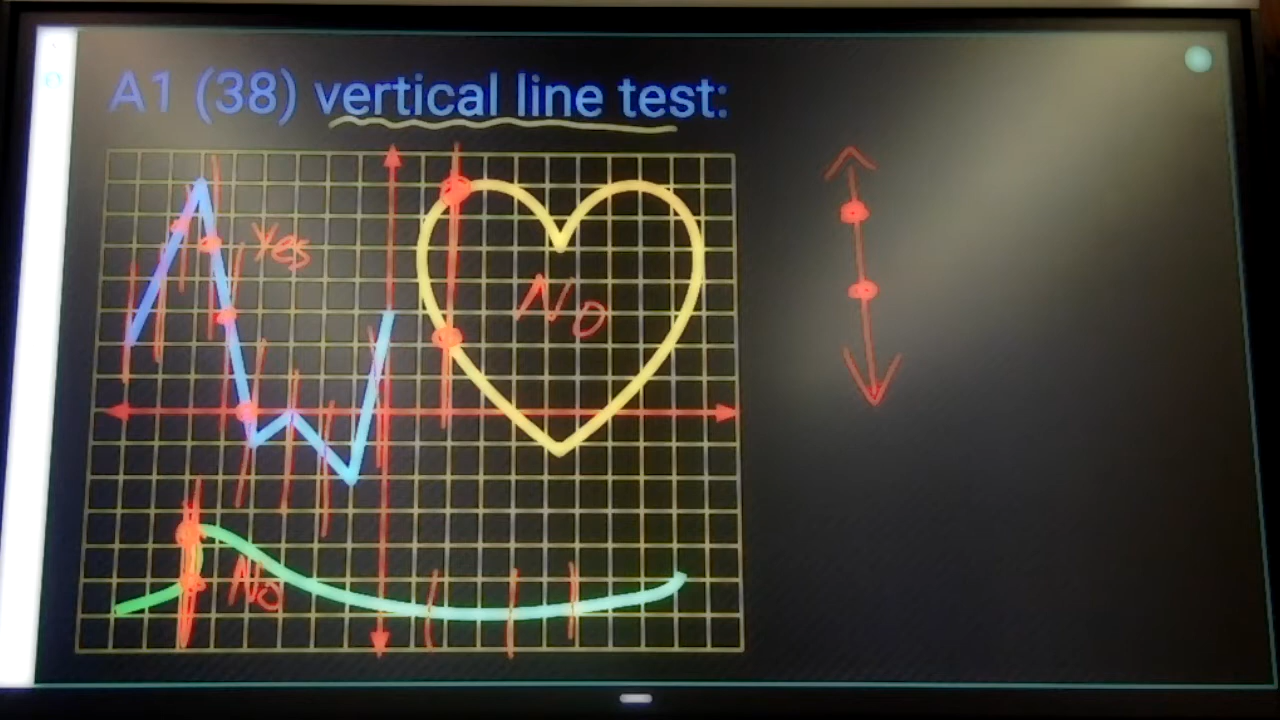 A1 (38) vertical line test:
Yes
No
No